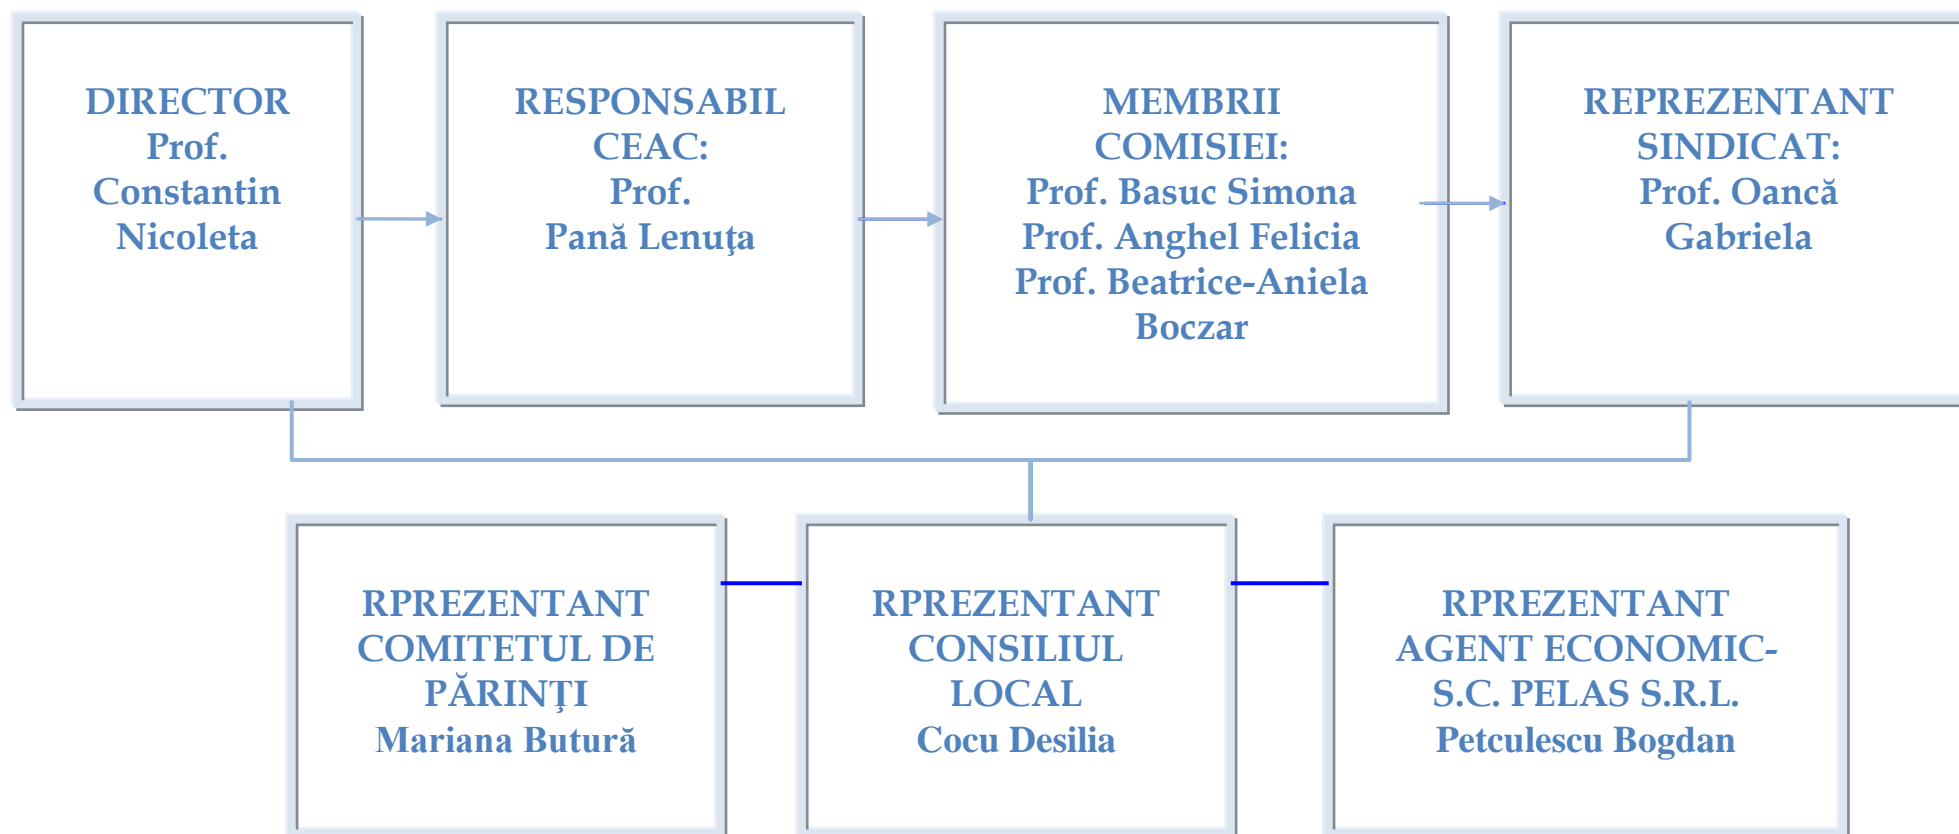 DIRECTOR
Prof.
Constantin
Nicoleta
RESPONSABIL
CEAC:
Prof.
Pană Lenuţa
MEMBRII
COMISIEI:
Prof. Basuc Simona
Prof. Anghel Felicia
Prof. Beatrice-Aniela
Boczar
REPREZENTANT
SINDICAT:
Prof. Oancă
Gabriela
RPREZENTANT
COMITETUL DE
PĂRINŢI
Mariana Butură
RPREZENTANT
CONSILIUL
LOCAL
Cocu Desilia
RPREZENTANT
AGENT ECONOMIC-
S.C. PELAS S.R.L.
Petculescu Bogdan